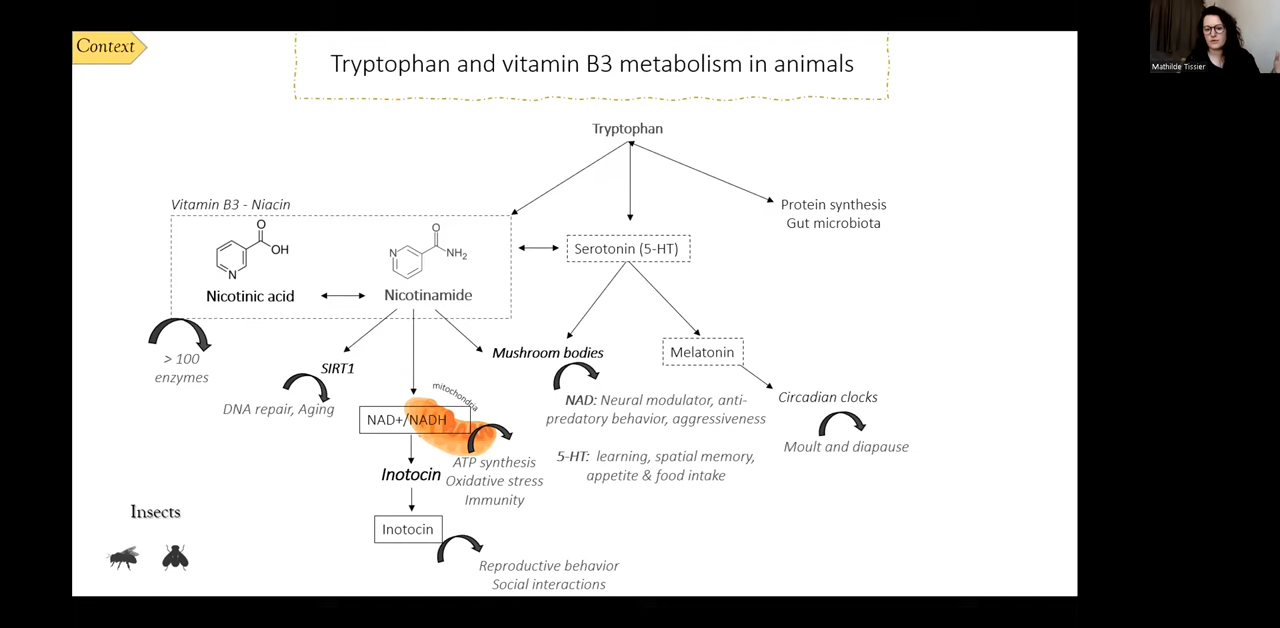 Context
Tryptophan and vitamin B3 metabolism in animals
Mathilde Tissier
Tryptophan
Vitamin B3 - Niacin
Protein synthesis
Gut microbiota
O
OH
N
O
NH2
N
Serotonin (5-HT)
Nicotinic acid
Nicotinamide
> 100
enzymes
SIRT1
Mushroom bodies
Melatonin
DNA repair, Aging
mitochondria
NAD+/NADH
NAD: Neural modulator, anti-
predatory behavior, aggressiveness
Circadian clocks
Moult and diapause
Inotocin
ATP synthesis
Oxidative stress
Immunity
5-HT: learning, spatial memory,
appetite & food intake
Insects
Inotocin
Reproductive behavior
Social interactions